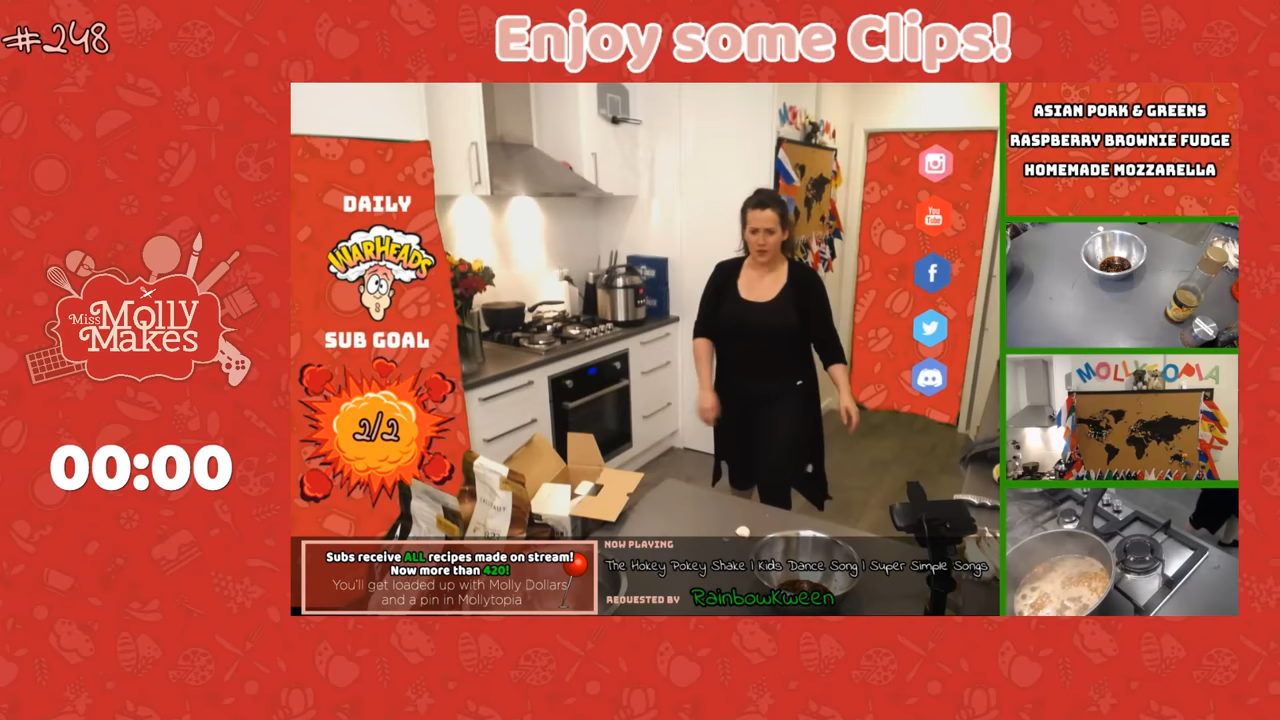 #248
Enjoy some Clips!
Miss Molly
Makes
00:00
DAILY
WARHEADS
SUB GOAL
2/2
You
Tube
ASIAN PORK & GREENS
RASPBERRY BROWNIE FUDGE
HOMEMADE MOZZARELLA
MOLLYTOPIA
Subs receive ALL recipes made on stream!
Now more than 420!
You'll get loaded up with Molly Dollars
and a pin in Mollytopia
NOW PLAYING
The Hokey Pokey Shake | Kids Dance Song | Super Simple Songs
REQUESTED BY RainbowKween